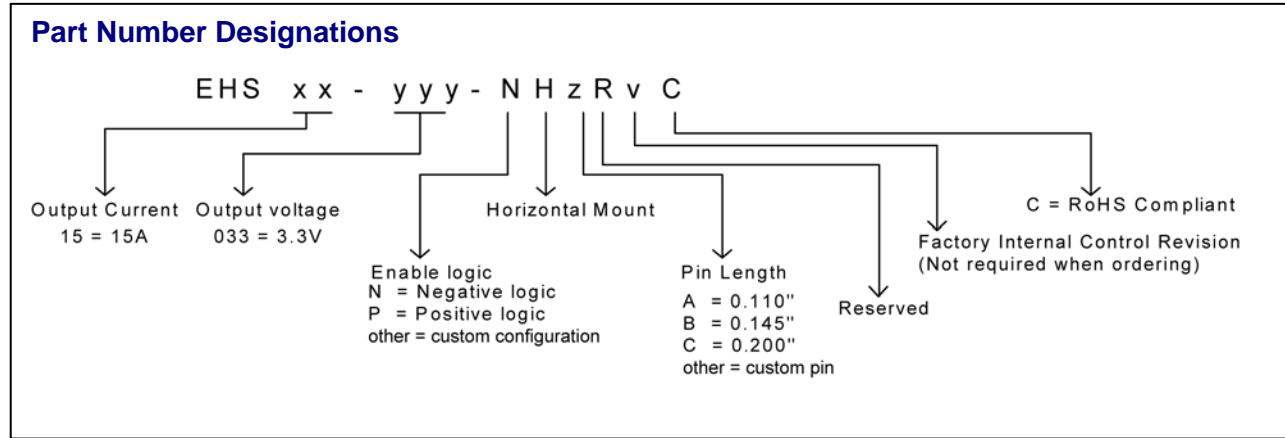 Part Number Designations
EHS xx - yyy - N H z R v C
Output Current
15 = 15A
Output voltage
033 = 3.3V
Enable logic
N = Negative logic
P = Positive logic
other = custom configuration
Horizontal Mount
Pin Length
A = 0.110"
B = 0.145"
C = 0.200"
other = custom pin
Reserved
Factory Internal Control Revision
(Not required when ordering)
C = RoHS Compliant